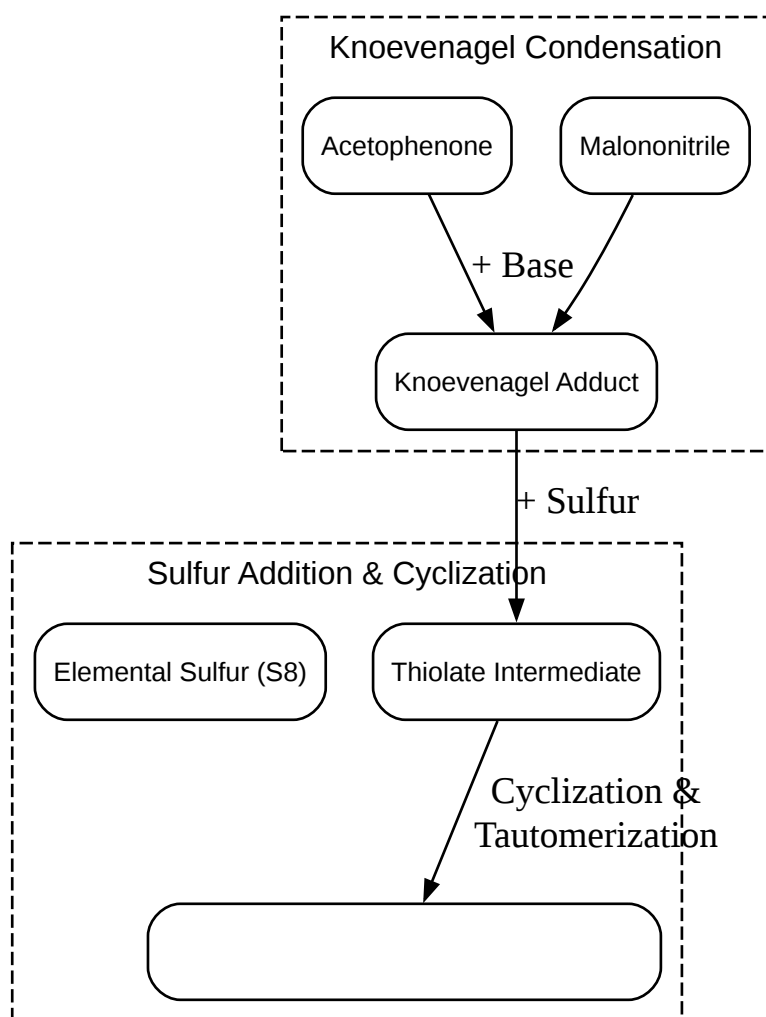 Knoevenagel Condensation
Acetophenone
Malononitrile
+ Base
Knoevenagel Adduct
+ Sulfur
Sulfur Addition & Cyclization
Elemental Sulfur (S8)
Thiolate Intermediate
Cyclization &
Tautomerization